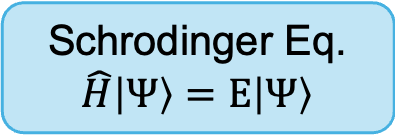 Schrodinger Eq.
Ĥ|Ψ⟩ = E|Ψ⟩